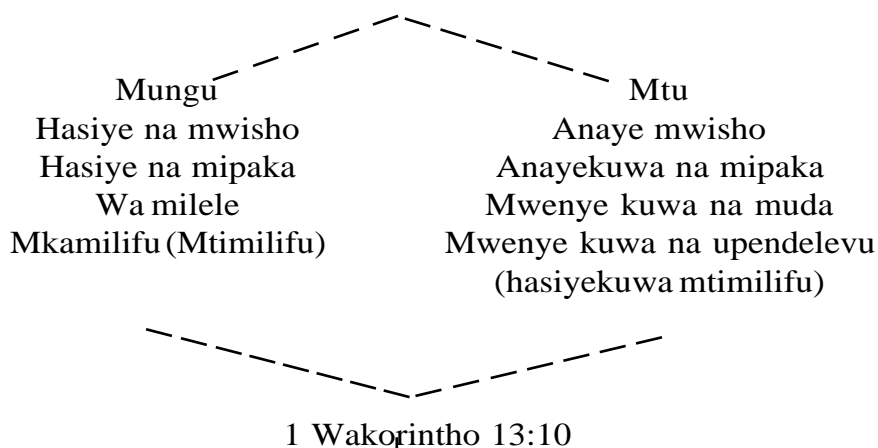 Mungu
Hasiye na mwisho
Hasiye na mipaka
Wa milele
Mkamilifu (Mtimilifu)
Mtu
Anaye mwisho
Anayekuwa na mipaka
Mwenye kuwa na muda
Mwenye kuwa na upendelevu
(hasiyekuwa mtimilifu)
1 Wakorintho 13:10